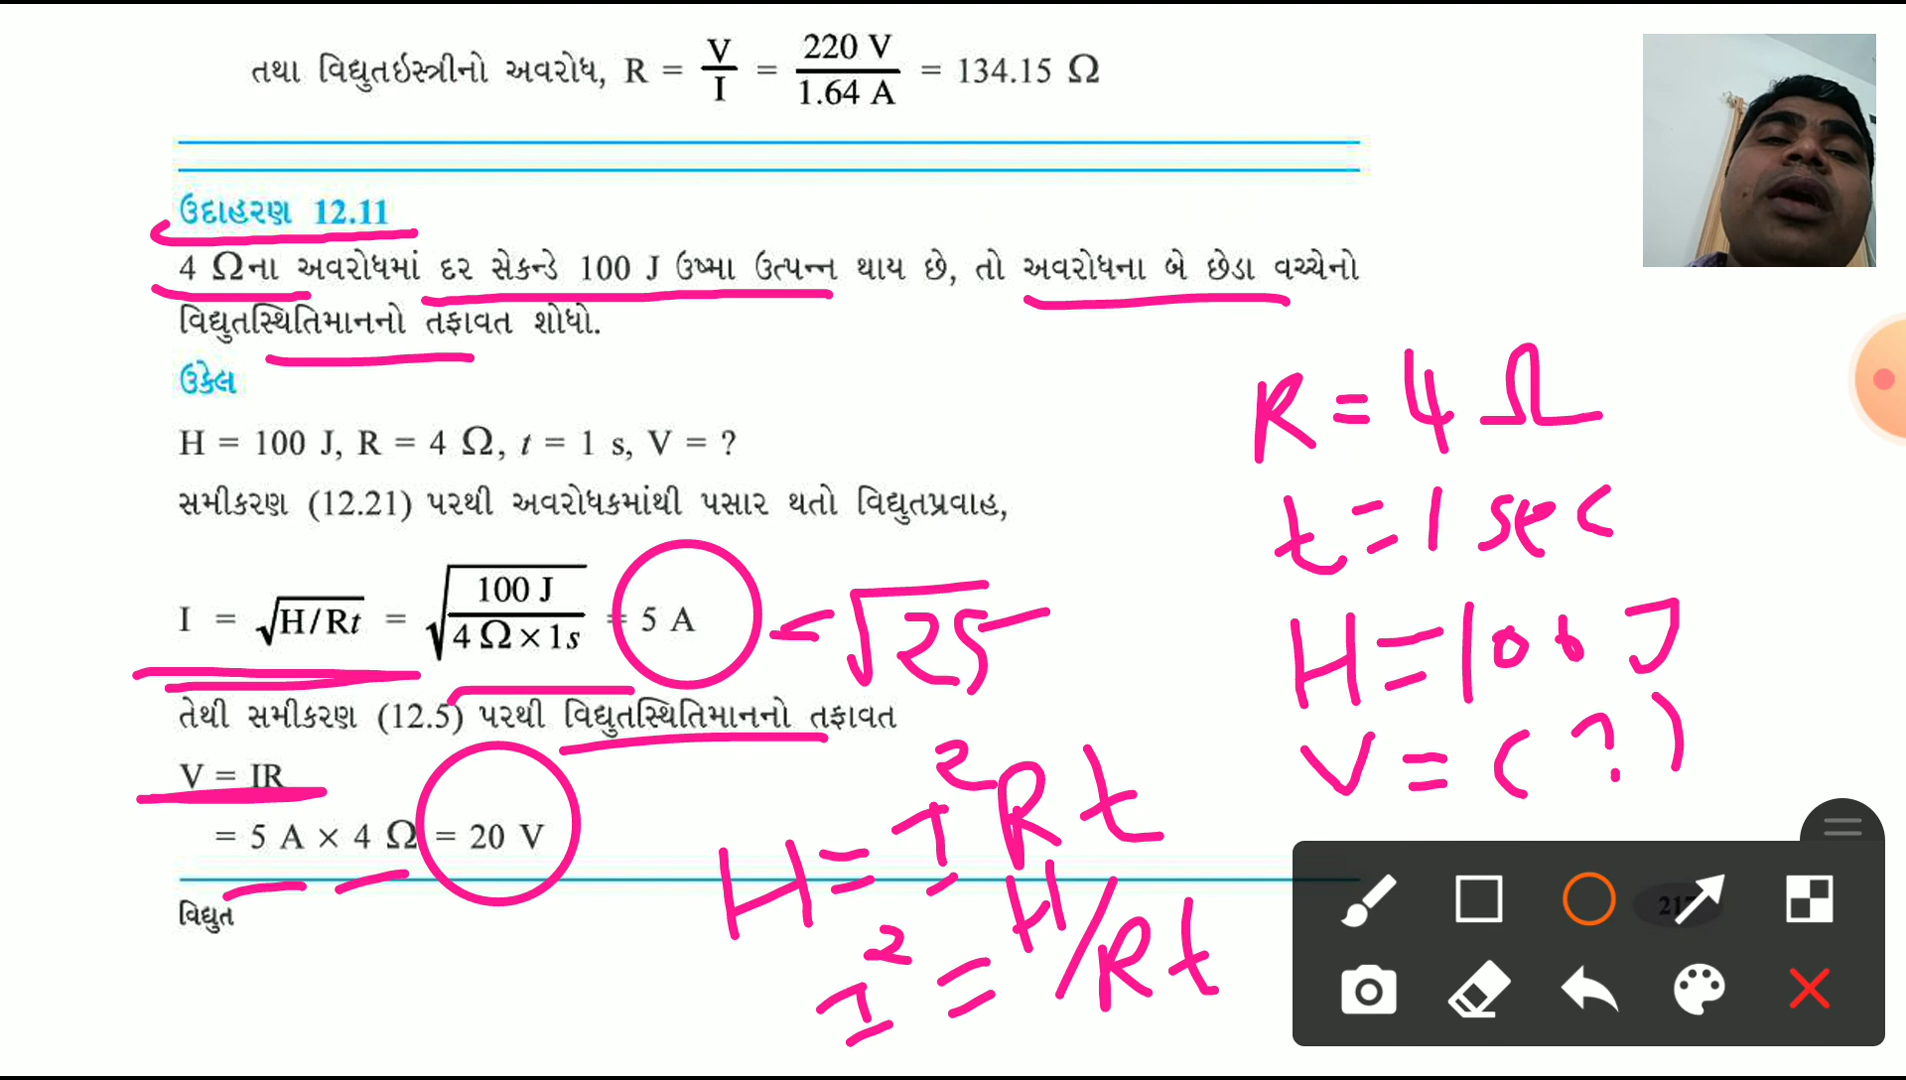 તથા વિદ્યુતઇસ્ત્રીનો અવરોધ, R = V/I = 220 V/1.64 A = 134.15 Ω
ઉદાહરણ 12.11
4 Ωના અવરોધમાં દર સેકન્ડે 100 J ઉષ્મા ઉત્પન્ન થાય છે, તો અવરોધના બે છેડા વચ્ચેનો
વિદ્યુતસ્થિતિમાનનો તફાવત શોધો.
ઉકેલ
H = 100 J, R = 4 Ω, t = 1 s, V = ?
સમીકરણ (12.21) પરથી અવરોધકમાંથી પસાર થતો વિદ્યુતપ્રવાહ,
I = √H/Rt = √100 J/4 Ω × 1s = 5 A = √25
તેથી સમીકરણ (12.5) પરથી વિદ્યુતસ્થિતિમાનનો તફાવત
V = IR
= 5 A × 4 Ω = 20 V
વિદ્યુત
217
R = 4 Ω
t = 1 sec
H = 100 J
V = (?)
H = I²Rt
I² = H/Rt